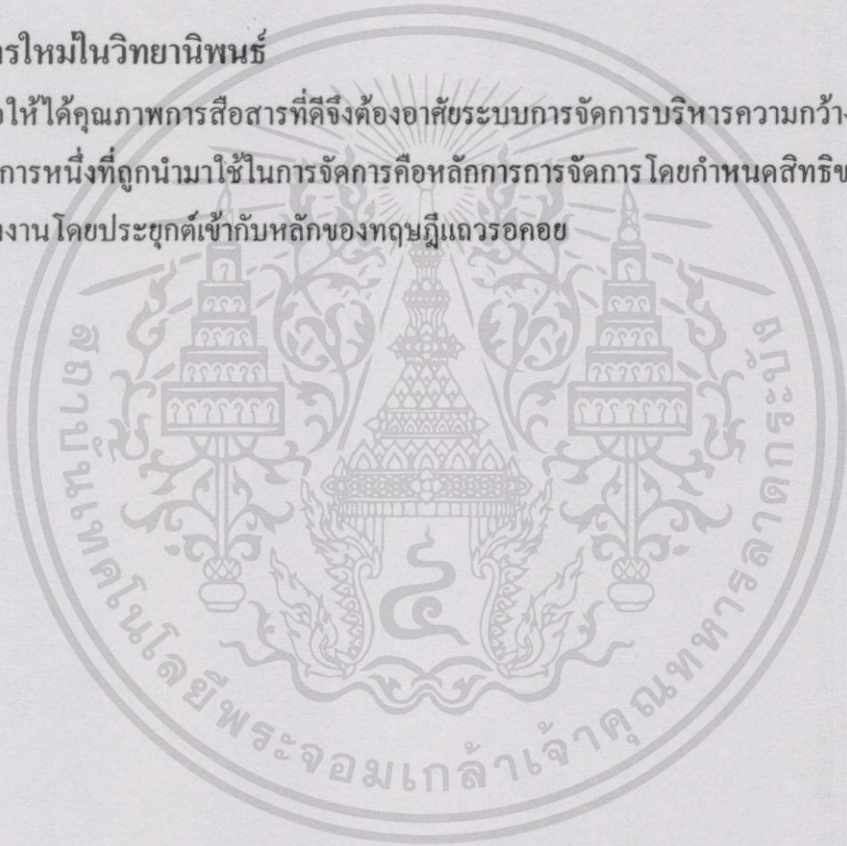 ารใหม่ในวิทยานิพนธ์
อให้ได้คุณภาพการสื่อสารที่ดีจึงต้องอาศัยระบบการจัดการบริหารความกว้าง
การหนึ่งที่ถูกนำมาใช้ในการจัดการคือหลักการการจัดการโดยกำหนดสิทธิข
งานโดยประยุกต์เข้ากับหลักของทฤษฎีแถวรอคอย
สถาบันเทคโนโลยีพระจอมเกล้าเจ้าคุณทหารลาดกระบัง